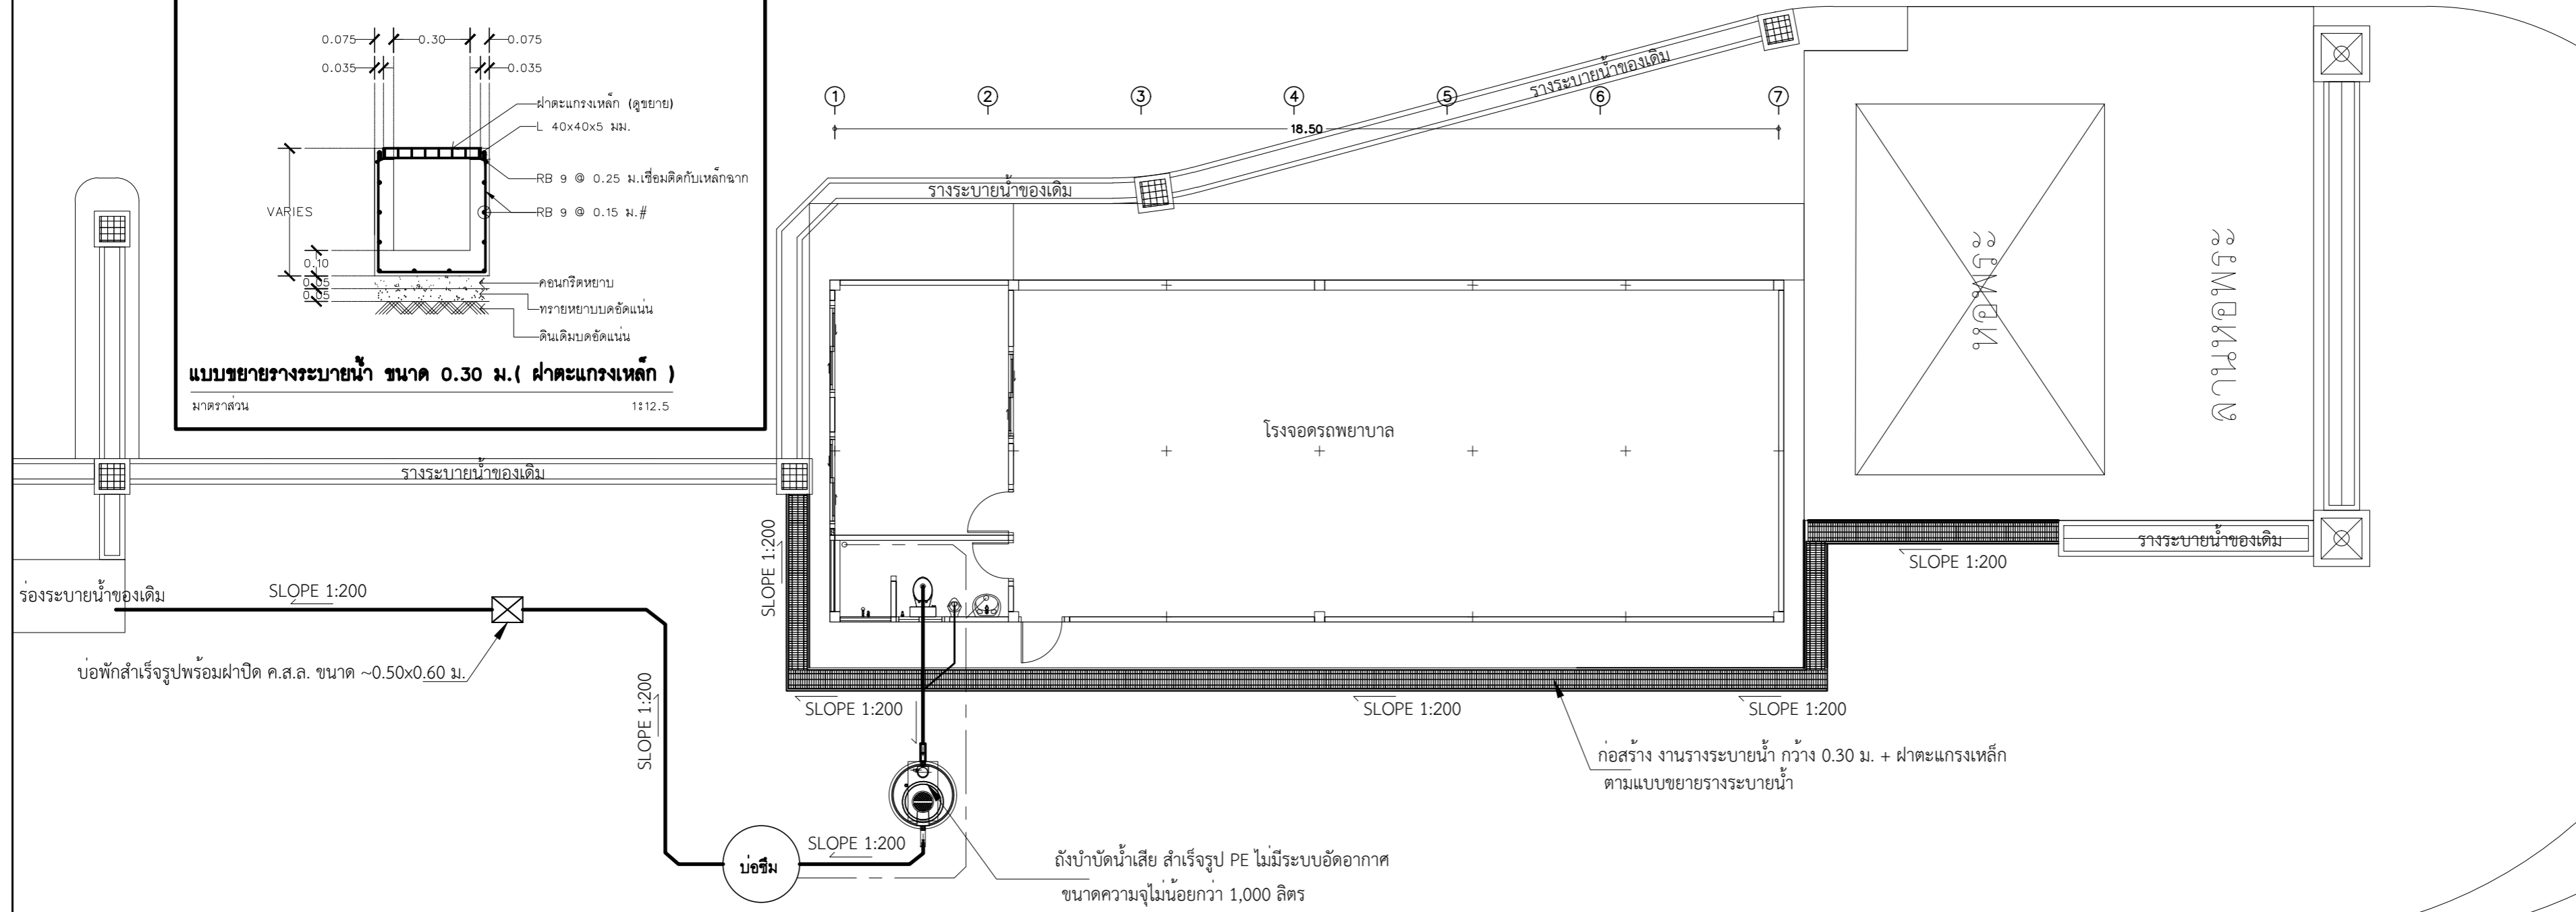 0.075
0.30
0.075
0.035
0.035
ฝาตะแกรงเหล็ก (ดูขยาย)
L 40x40x5 มม.
RB 9 @ 0.25 ม.เชื่อมติดกับเหล็กฉาก
RB 9 @ 0.15 ม.#
VARIES
0.10
0.05
0.05
คอนกรีตหยาบ
ทรายหยาบบดอัดแน่น
ดินเดิมบดอัดแน่น
แบบขยายรางระบายน้ำ ขนาด 0.30 ม.( ฝาตะแกรงเหล็ก )
มาตราส่วน 1:12.5
1 2 3 4 5 6 7
18.50
รางระบายน้ำของเดิม
รางระบายน้ำของเดิม
รางระบายน้ำของเดิม
โรงจอดรถพยาบาล
รางระบายน้ำของเดิม
SLOPE 1:200
SLOPE 1:200
ร่องระบายน้ำของเดิม
SLOPE 1:200
บ่อพักสำเร็จรูปพร้อมฝาปิด ค.ส.ล. ขนาด ~0.50x0.60 ม.
SLOPE 1:200
SLOPE 1:200
SLOPE 1:200
SLOPE 1:200
ก่อสร้าง งานรางระบายน้ำ กว้าง 0.30 ม. + ฝาตะแกรงเหล็ก
ตามแบบขยายรางระบายน้ำ
SLOPE 1:200
บ่อซึม
ถังบำบัดน้ำเสีย สำเร็จรูป PE ไม่มีระบบอัดอากาศ
ขนาดความจุไม่น้อยกว่า 1,000 ลิตร